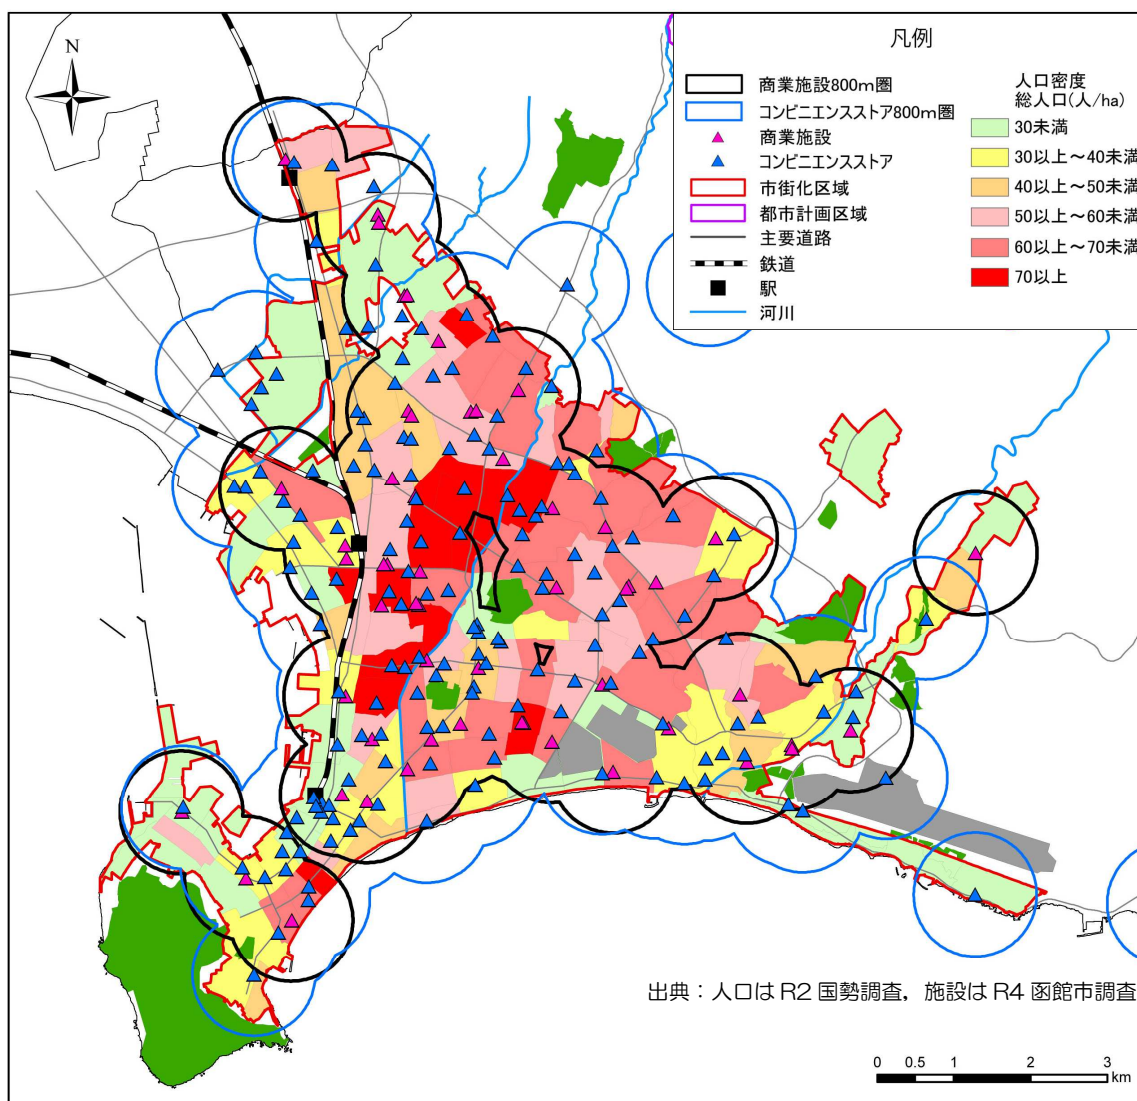 N
凡例
商業施設800m圏
コンビニエンスストア800m圏
商業施設
コンビニエンスストア
市街化区域
都市計画区域
主要道路
鉄道
駅
河川
人口密度
総人口(人/ha)
30未満
30以上～40未満
40以上～50未満
50以上～60未満
60以上～70未満
70以上
出典：人口は R2 国勢調査，施設は R4 函館市調査
0 0.5 1 2 3
km